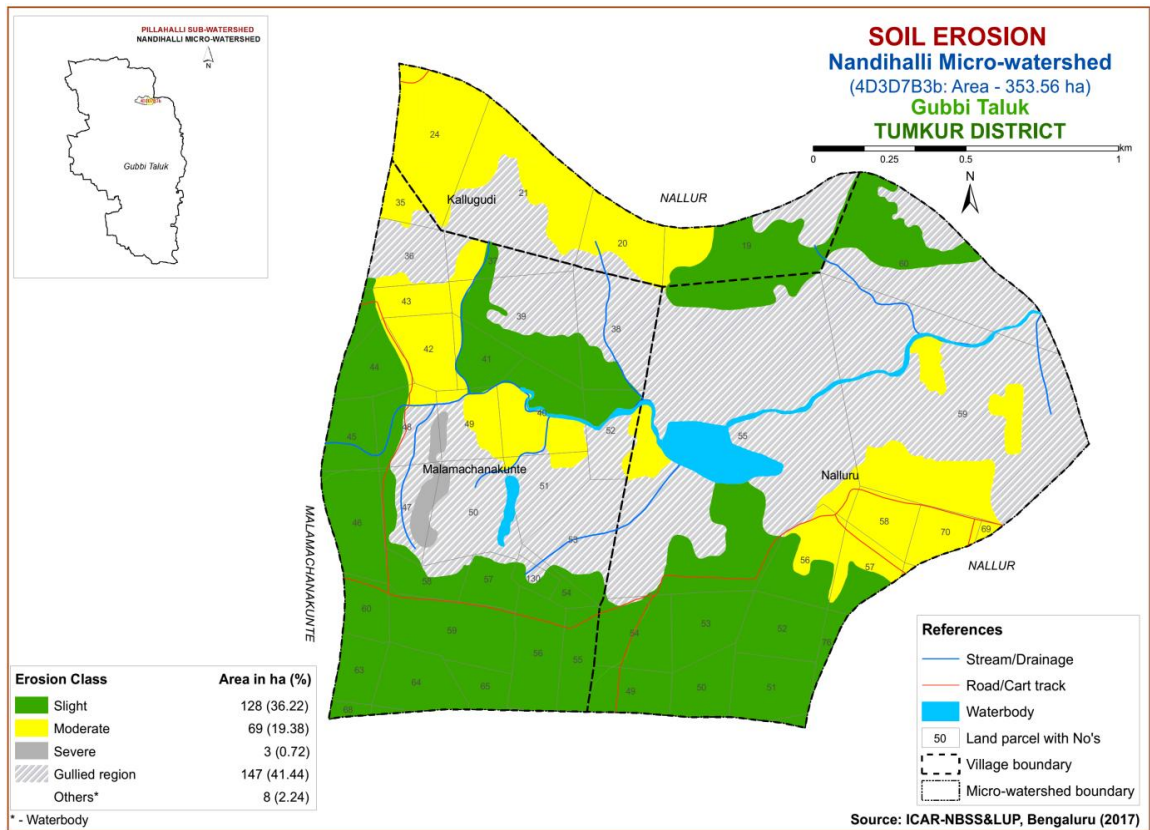 PILLAHALLI SUB-WATERSHED
NANDIHALLI MICRO-WATERSHED
N
Gubbi Taluk
SOIL EROSION
Nandihalli Micro-watershed
(4D3D7B3b: Area - 353.56 ha)
Gubbi Taluk
TUMKUR DISTRICT
km
0 0.25 0.5 1
N
24
NALLUR
21
Kallugudi
35
20
19
50
36
37
43
39
38
42
41
44
59
49
40
48
52
55
45
Malamachanakunte
Nalluru
51
47
50
58
46
70
69
53
MALAMACHANAKUNTE
56
57
NALLUR
58
57
130
54
60
53
59
54
52
76
56
55
63
64
65
49
50
51
68
Erosion Class Area in ha (%)
Slight 128 (36.22)
Moderate 69 (19.38)
Severe 3 (0.72)
Gullied region 147 (41.44)
Others* 8 (2.24)
* - Waterbody
References
Stream/Drainage
Road/Cart track
Waterbody
50 Land parcel with No's
Village boundary
Micro-watershed boundary
Source: ICAR-NBSS&LUP, Bengaluru (2017)